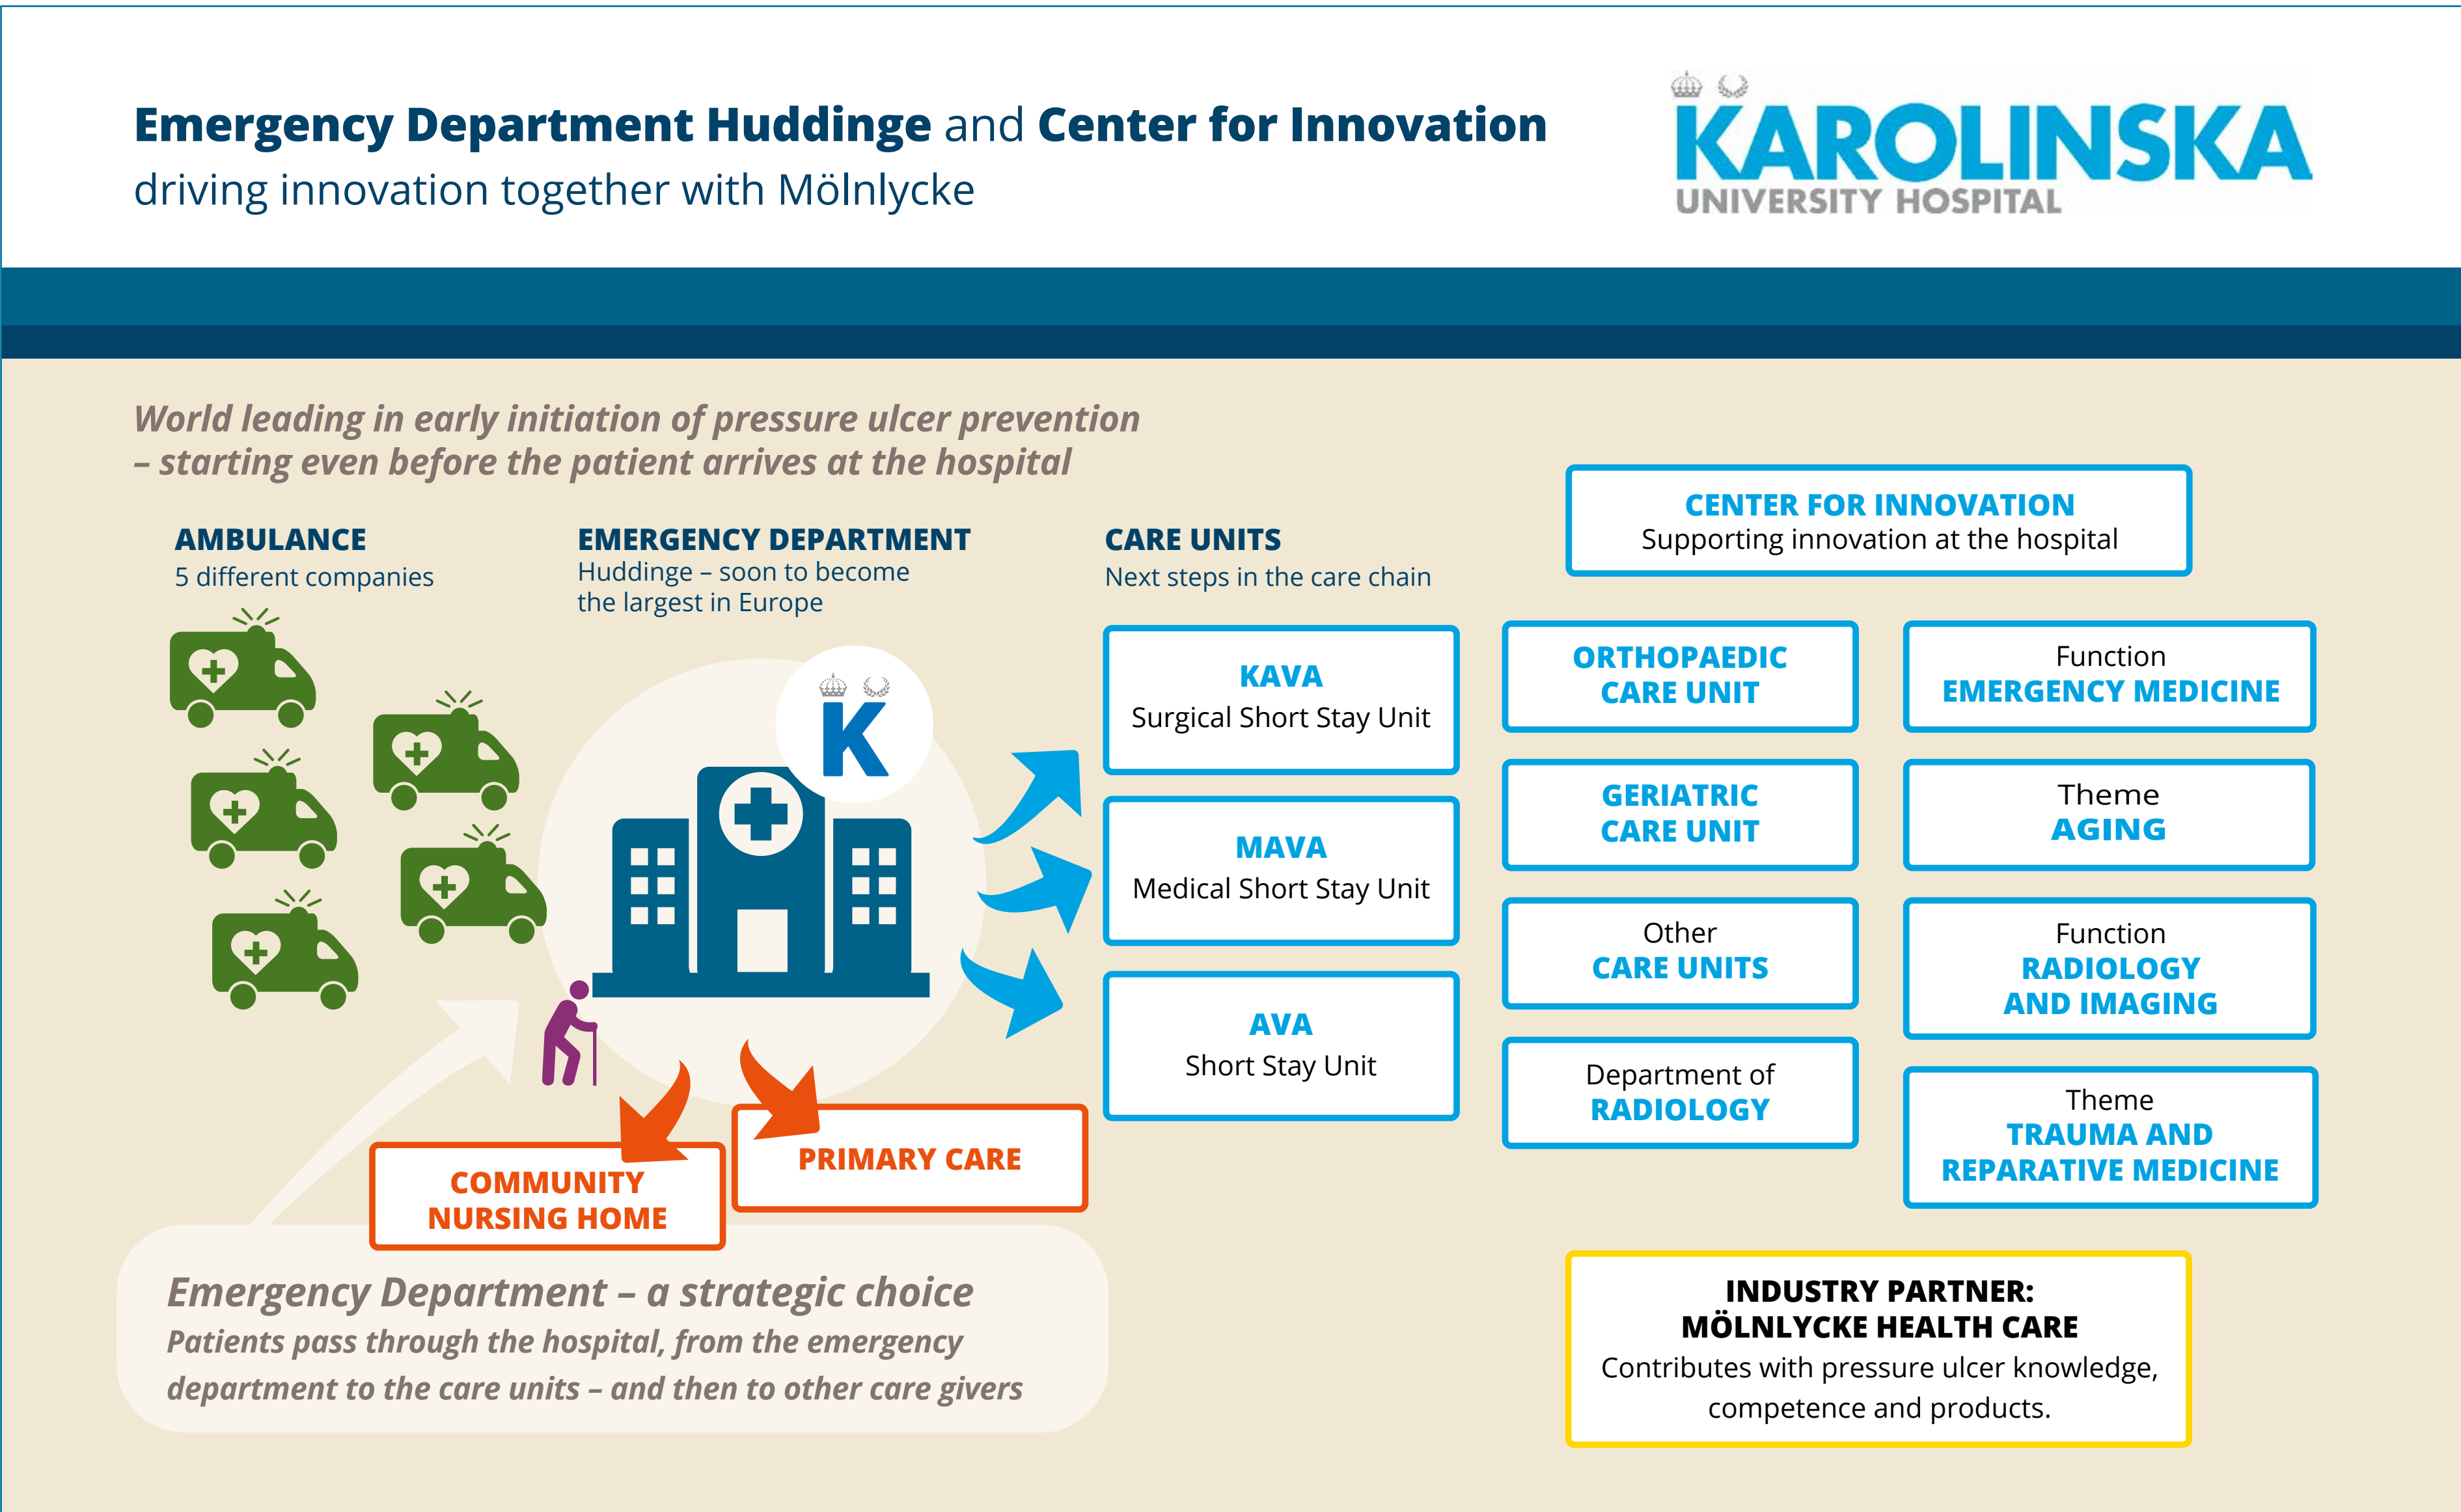 Emergency Department Huddinge and Center for Innovation
driving innovation together with Mölnlycke
KAROLINSKA
UNIVERSITY HOSPITAL
World leading in early initiation of pressure ulcer prevention
– starting even before the patient arrives at the hospital
AMBULANCE
5 different companies
EMERGENCY DEPARTMENT
Huddinge – soon to become
the largest in Europe
K
CARE UNITS
Next steps in the care chain
KAVA
Surgical Short Stay Unit
MAVA
Medical Short Stay Unit
AVA
Short Stay Unit
CENTER FOR INNOVATION
Supporting innovation at the hospital
ORTHOPAEDIC
CARE UNIT
GERIATRIC
CARE UNIT
Other
CARE UNITS
Department of
RADIOLOGY
Function
EMERGENCY MEDICINE
Theme
AGING
Function
RADIOLOGY
AND IMAGING
Theme
TRAUMA AND
REPARATIVE MEDICINE
PRIMARY CARE
COMMUNITY
NURSING HOME
Emergency Department – a strategic choice
Patients pass through the hospital, from the emergency
department to the care units – and then to other care givers
INDUSTRY PARTNER:
MÖLNLYCKE HEALTH CARE
Contributes with pressure ulcer knowledge,
competence and products.